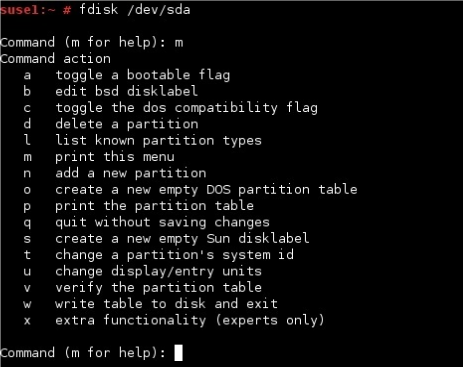 suse1:~ # fdisk /dev/sda
Command (m for help): m
Command action
a toggle a bootable flag
b edit bsd disklabel
c toggle the dos compatibility flag
d delete a partition
l list known partition types
m print this menu
n add a new partition
o create a new empty DOS partition table
p print the partition table
q quit without saving changes
s create a new empty Sun disklabel
t change a partition's system id
u change display/entry units
v verify the partition table
w write table to disk and exit
x extra functionality (experts only)
Command (m for help):